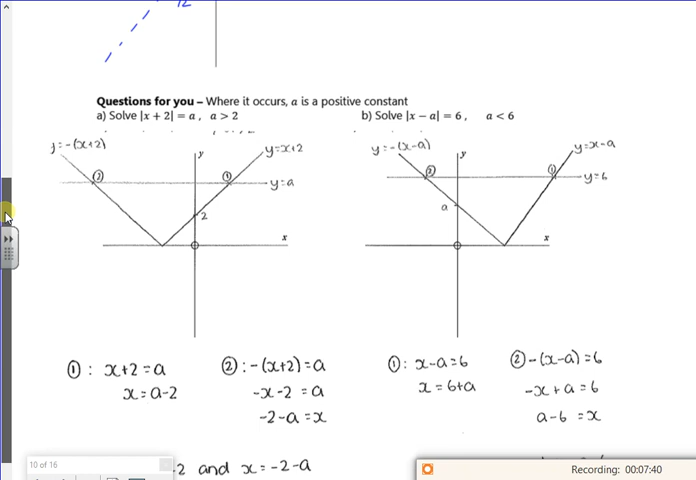 12
Questions for you – Where it occurs, a is a positive constant
a) Solve |x + 2| = a , a > 2
b) Solve |x − a| = 6, a < 6
y=-(x+2)
y
y=x+2
②
①
y=a
2
x
y=-(x-a)
y
y=x-a
②
①
y=6
a
x
① : x+2=a
x=a-2
② : -(x+2)=a
-x-2=a
-2-a=x
① : x-a=6
x=6+a
② -(x-a)=6
-x+a=6
a-6=x
-2 and x=-2-a
10 of 16
Recording: 00:07:40